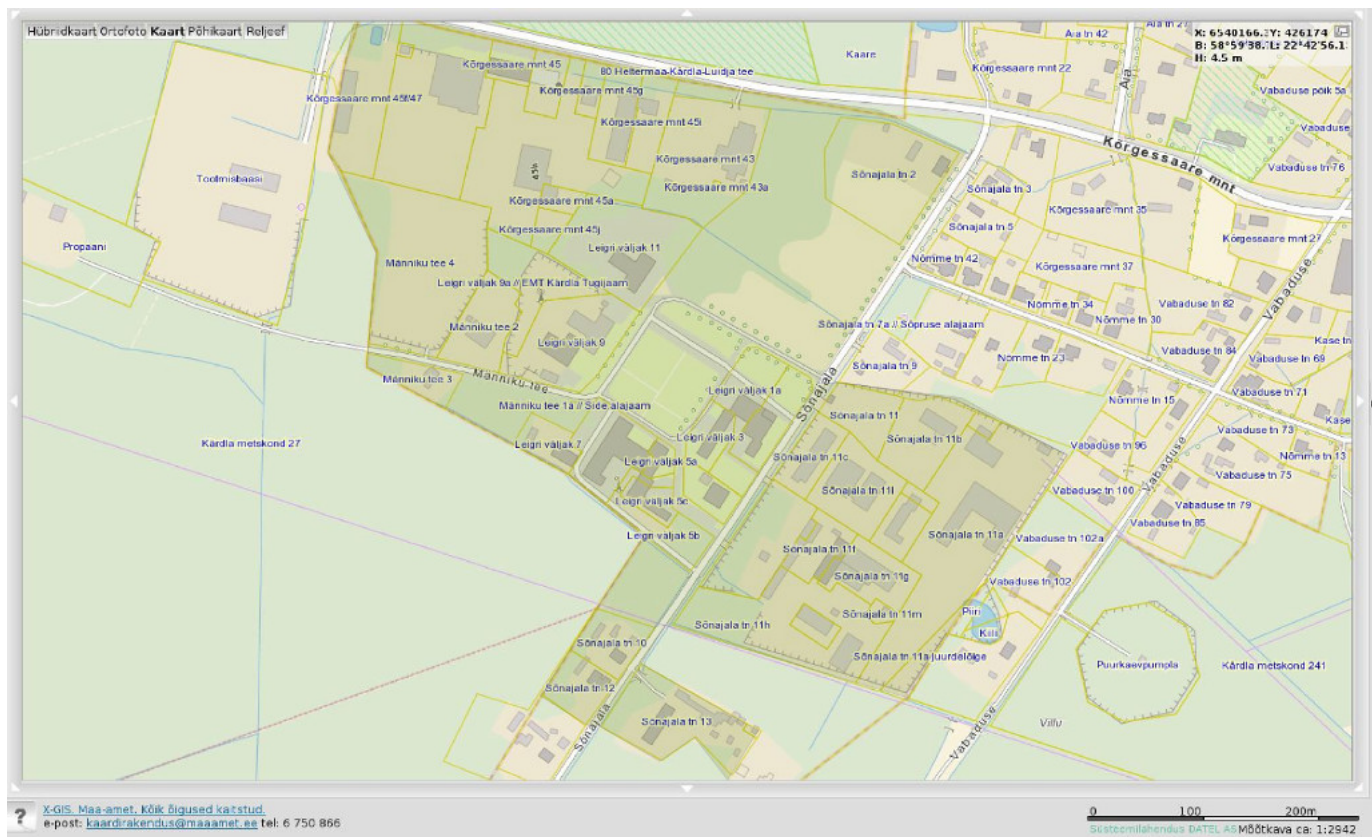 Hübriidkaart Ortofoto Kaart Põhikaart Reljeef
Aia tn 27
Aia tn 42
X: 6540166. Y: 426174
B: 58°59'38. L: 22°42'56.1
H: 4.5 m
Kõrgessaare mnt 45
80 Heltermaa-Kärdla-Luidja tee
Kaare
Kõrgessaare mnt 22
Aia
Vabaduse põik 5a
Kõrgessaare mnt 45f/47
Kõrgessaare mnt 45g
Kõrgessaare mnt 45i
Vabaduse
Kõrgessaare mnt
Kõrgessaare mnt 43
Vabaduse tn 76
Tootmisbaasi
Kõrgessaare mnt 43a
Sõnajala tn 2
Sõnajala tn 3
Kõrgessaare mnt 45a
Kõrgessaare mnt 35
Sõnajala tn 5
Kõrgessaare mnt 45j
Kõrgessaare mnt 27
Propaani
Leigri väljak 11
Männiku tee 4
Nõmme tn 42
Kõrgessaare mnt 37
Leigri väljak 9a // EMT Kärdla Tugijaam
Vabaduse
Nõmme tn 34
Vabaduse tn 82
Männiku tee 2
Sõnajala tn 7a // Sõpruse alajaam
Nõmme tn 30
Leigri väljak 9
Nõmme tn 23
Vabaduse tn 84
Kase tn
Sõnajala tn 9
Vabaduse tn 69
Männiku tee 3
Männiku tee
Leigri väljak 1a
Sõnajala
Vabaduse tn 71
Nõmme tn 15
Männiku tee 1a // Side alajaam
Sõnajala tn 11
Kase
Vabaduse tn 73
Kärdla metskond 27
Leigri väljak 7
Leigri väljak 3
Sõnajala tn 11b
Vabaduse tn 96
Nõmme tn 13
Leigri väljak 5a
Sõnajala tn 11c
Vabaduse
Vabaduse tn 75
Sõnajala tn 11l
Vabaduse tn 100
Leigri väljak 5c
Vabaduse tn 79
Vabaduse tn 85
Leigri väljak 5b
Sõnajala tn 11a
Vabaduse tn 102a
Sõnajala tn 11f
Sõnajala tn 11g
Vabaduse tn 102
Piiri
Sõnajala tn 11m
Sõnajala tn 11h
Killi
Sõnajala tn 10
Sõnajala tn 11a juurdelõige
Puurkaevpumpla
Kärdla metskond 241
Sõnajala tn 12
Sõnajala tn 13
Villu
Sõnajala
Vabaduse
? X-GIS. Maa-amet. Kõik õigused kaitstud.
e-post: kaardirakendus@maaamet.ee tel: 6 750 866
0 100 200m
Süsteemilahendus DATEL AS Mõõtkava ca: 1:2942